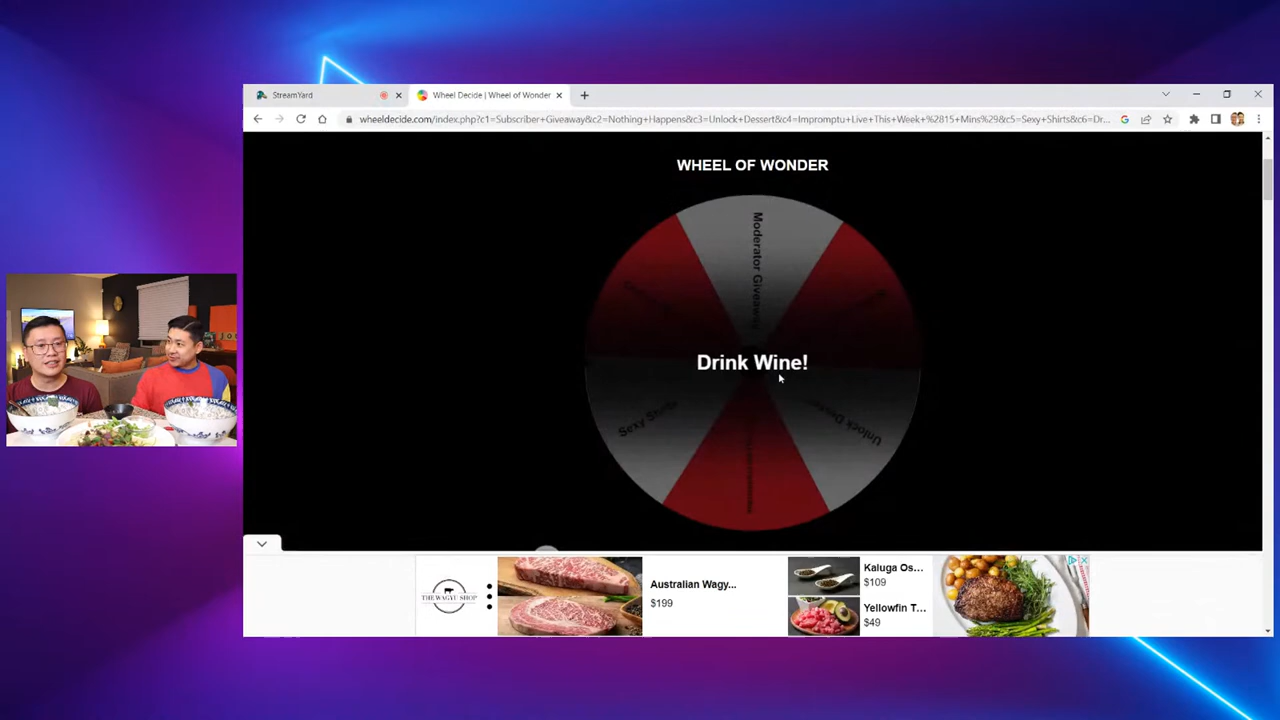 StreamYard
Wheel Decide | Wheel of Wonder
wheeldecide.com/index.php?c1=Subscriber+Giveaway&c2=Nothing+Happens&c3=Unlock+Dessert&c4=Impromptu+Live+This+Week+%2815+Mins%29&c5=Sexy+Shirts&c6=Dr...
WHEEL OF WONDER
Moderator Giveaway
Drink Wine!
Sexy Shirts
Unlock Dessert
THE WAGYU SHOP
Australian Wagy...
$199
Kaluga Os...
$109
Yellowfin T...
$49